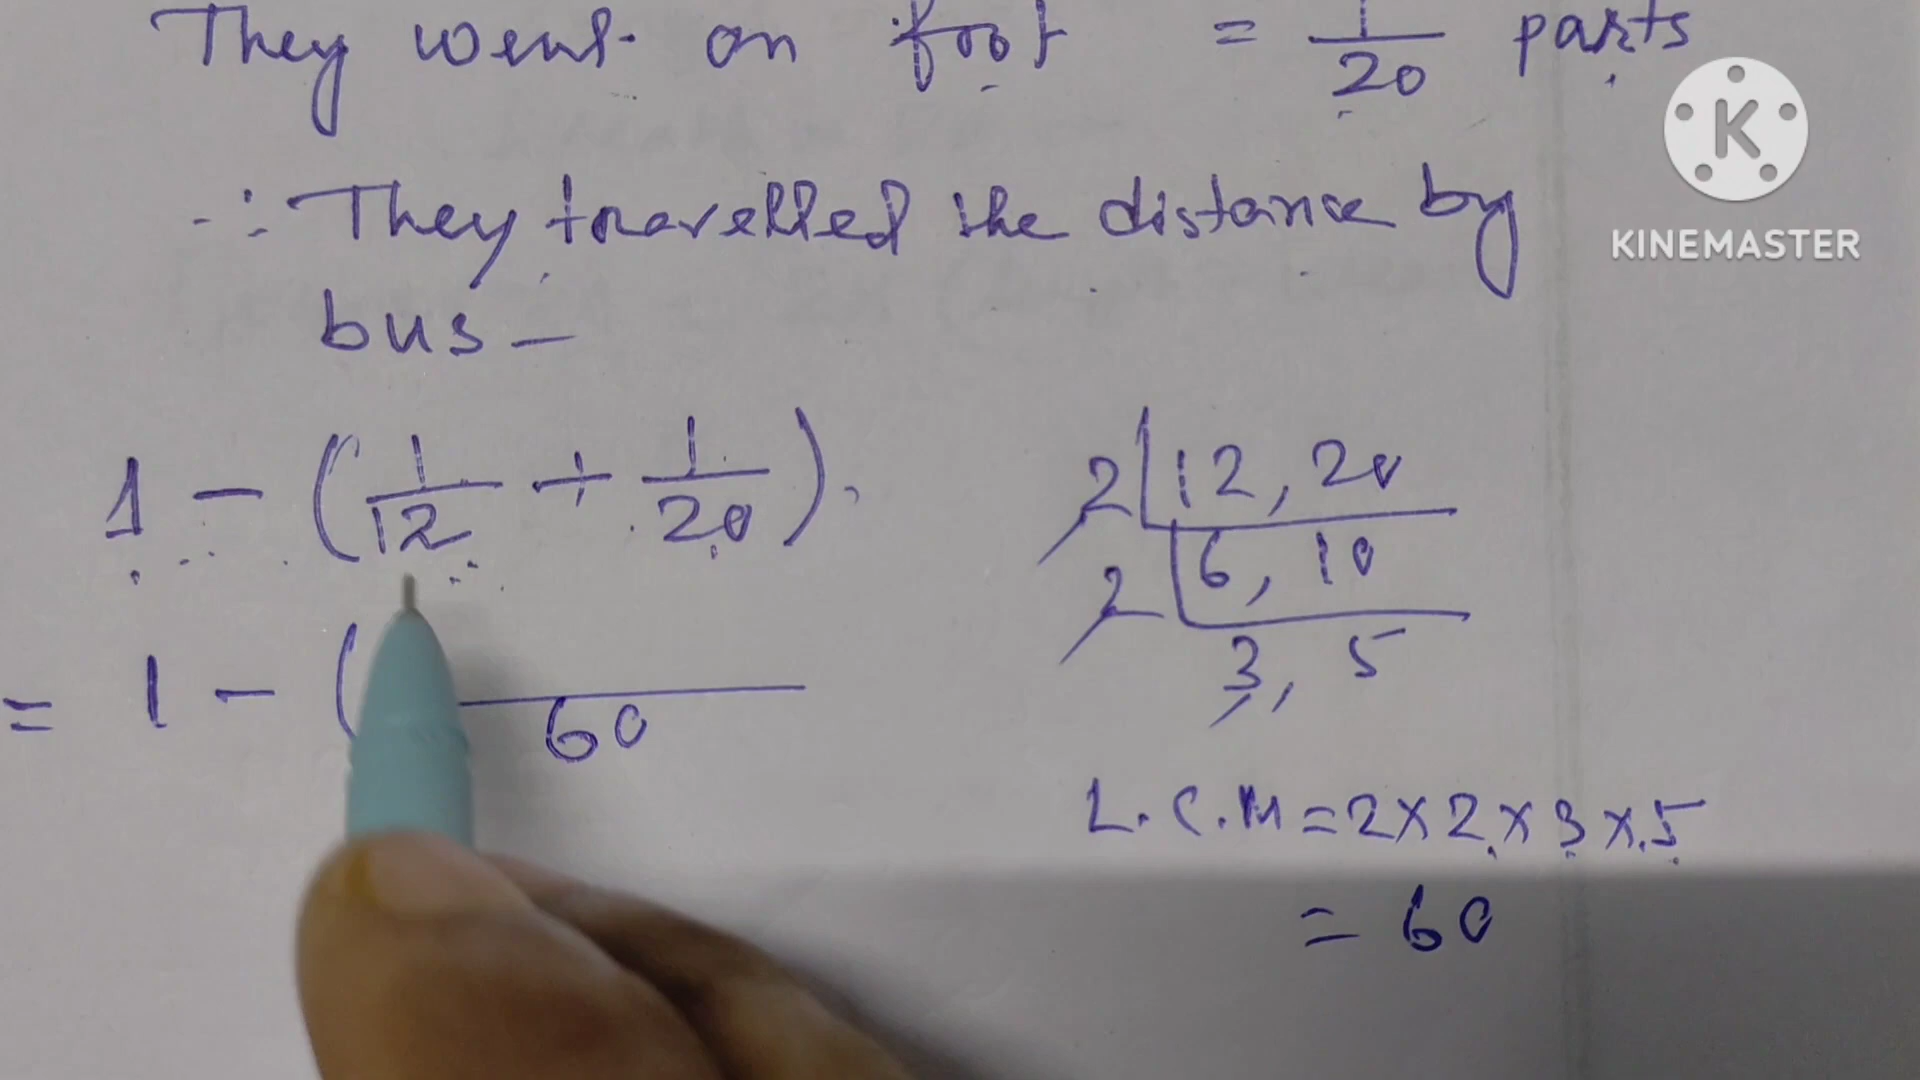 They went on foot = 1/20 parts
K
KINEMASTER
∴ They travelled the distance by
bus –
1 – (1/12 + 1/20)
= 1 – ( /60
2 | 12, 20
2 | 6, 10
3, 5
L.C.M = 2×2×3×5
= 60